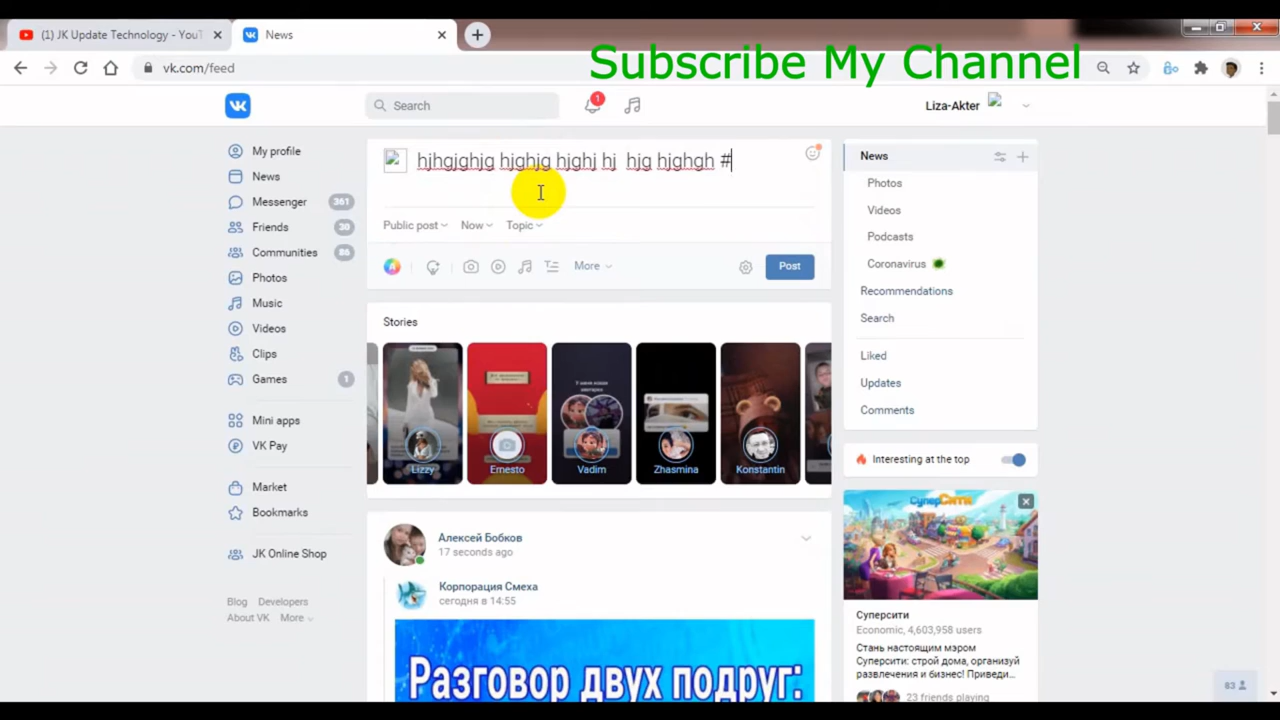 (1) JK Update Technology - YouT
News
Subscribe My Channel
vk.com/feed
Search
1
Liza-Akter
My profile
News
Messenger 361
Friends 30
Communities 86
Photos
Music
Videos
Clips
Games 1
Mini apps
VK Pay
Market
Bookmarks
JK Online Shop
Blog Developers
About VK More
hjhgjghjg hjghjg hjghj hj hjg hjghgh #
Public post Now Topic
More
Post
Stories
Lizzy
Ernesto
Vadim
Zhasmina
Konstantin
Алексей Бобков
17 seconds ago
Корпорация Смеха
сегодня в 14:55
Разговор двух подруг:
News
Photos
Videos
Podcasts
Coronavirus
Recommendations
Search
Liked
Updates
Comments
Interesting at the top
СуперСити
Суперсити
Economic, 4,603,958 users
Стань настоящим мэром
Суперсити: строй дома, организуй
развлечения и бизнес! Приведи...
23 friends playing
83